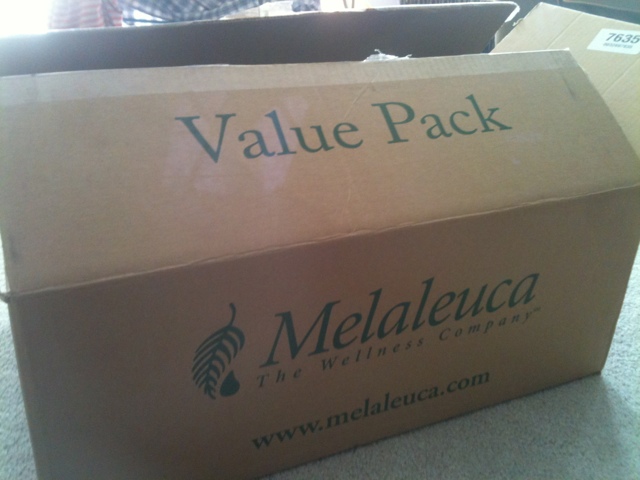 7635
Value Pack
Melaleuca
The Wellness Company™
www.melaleuca.com